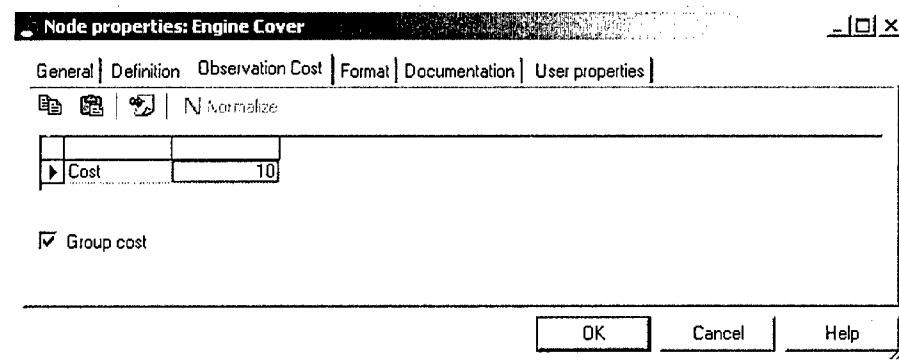 Node properties: Engine Cover
General Definition Observation Cost Format Documentation User properties
N Normalize
Cost 10
Group cost
OK Cancel Help